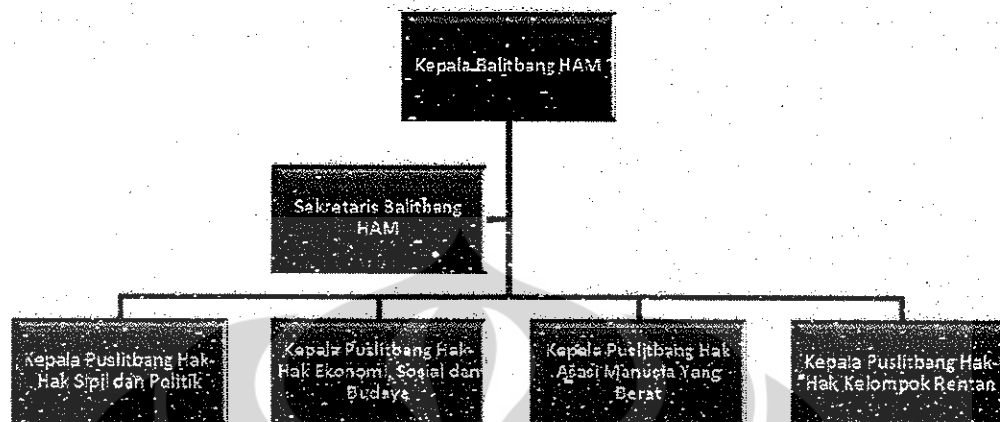 Kepala Balitbang HAM
Sekretaris Balitbang
HAM
Kepala Puslitbang Hak-
Hak Sipil dan Politik
Kepala Puslitbang Hak-
Hak Ekonomi, Sosial dan
Budaya
Kepala Puslitbang Hak
Asasi Manusia Yang
Berat
Kepala Puslitbang Hak-
Hak Kelompok Rentan